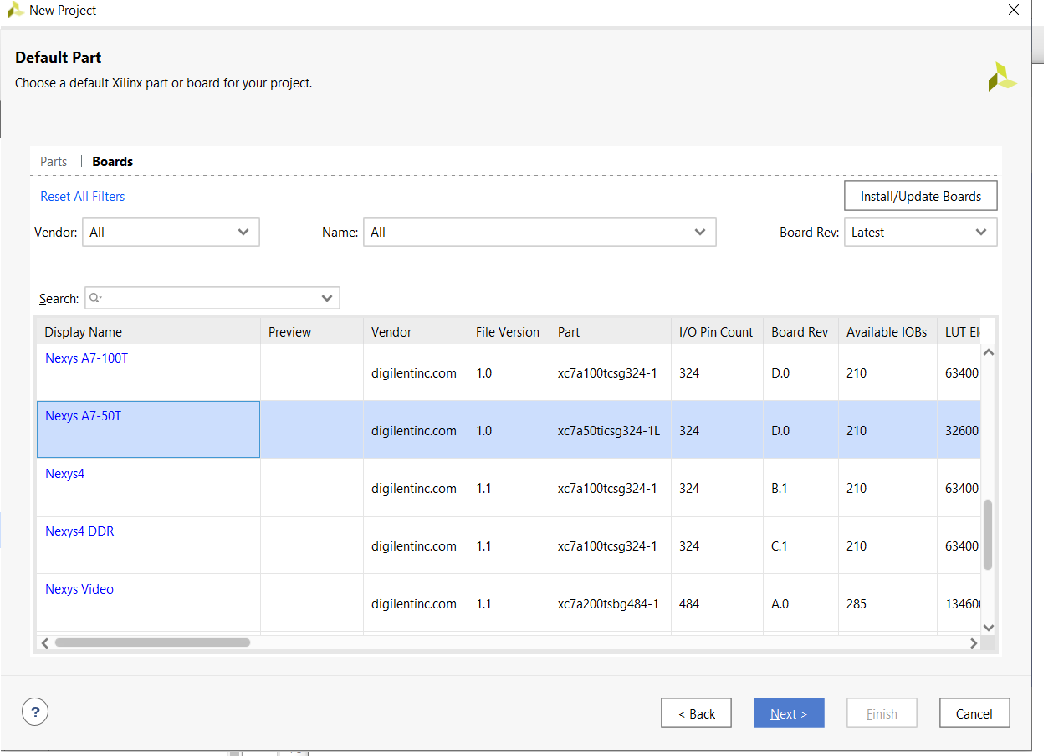 New Project
Default Part
Choose a default Xilinx part or board for your project.
Parts | Boards
Reset All Filters
Install/Update Boards
Vendor: All
Name: All
Board Rev: Latest
Search:
Display Name Preview Vendor File Version Part I/O Pin Count Board Rev Available IOBs LUT El
Nexys A7-100T digilentinc.com 1.0 xc7a100tcsg324-1 324 D.0 210 63400
Nexys A7-50T digilentinc.com 1.0 xc7a50ticsg324-1L 324 D.0 210 32600
Nexys4 digilentinc.com 1.1 xc7a100tcsg324-1 324 B.1 210 63400
Nexys4 DDR digilentinc.com 1.1 xc7a100tcsg324-1 324 C.1 210 63400
Nexys Video digilentinc.com 1.1 xc7a200tsbg484-1 484 A.0 285 13460
? < Back Next > Finish Cancel